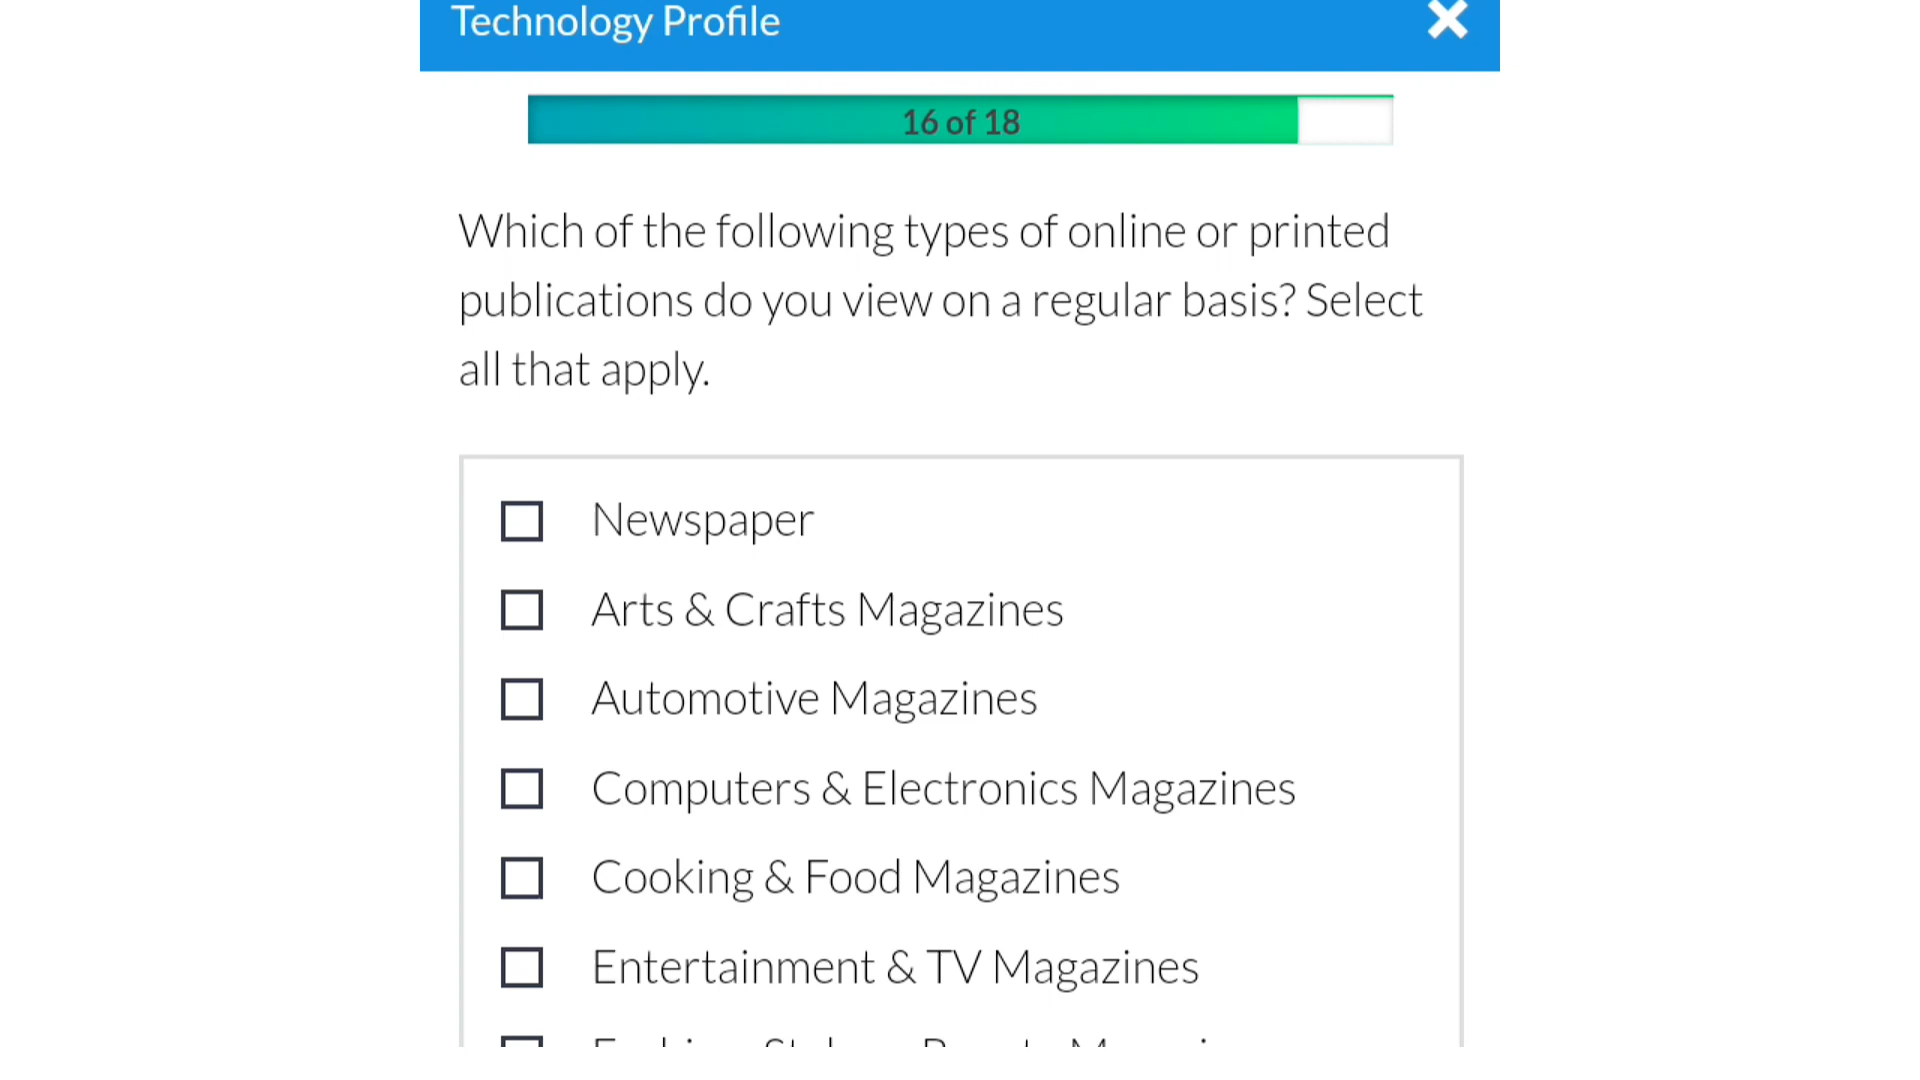 Technology Profile
16 of 18
Which of the following types of online or printed
publications do you view on a regular basis? Select
all that apply.
Newspaper
Arts & Crafts Magazines
Automotive Magazines
Computers & Electronics Magazines
Cooking & Food Magazines
Entertainment & TV Magazines